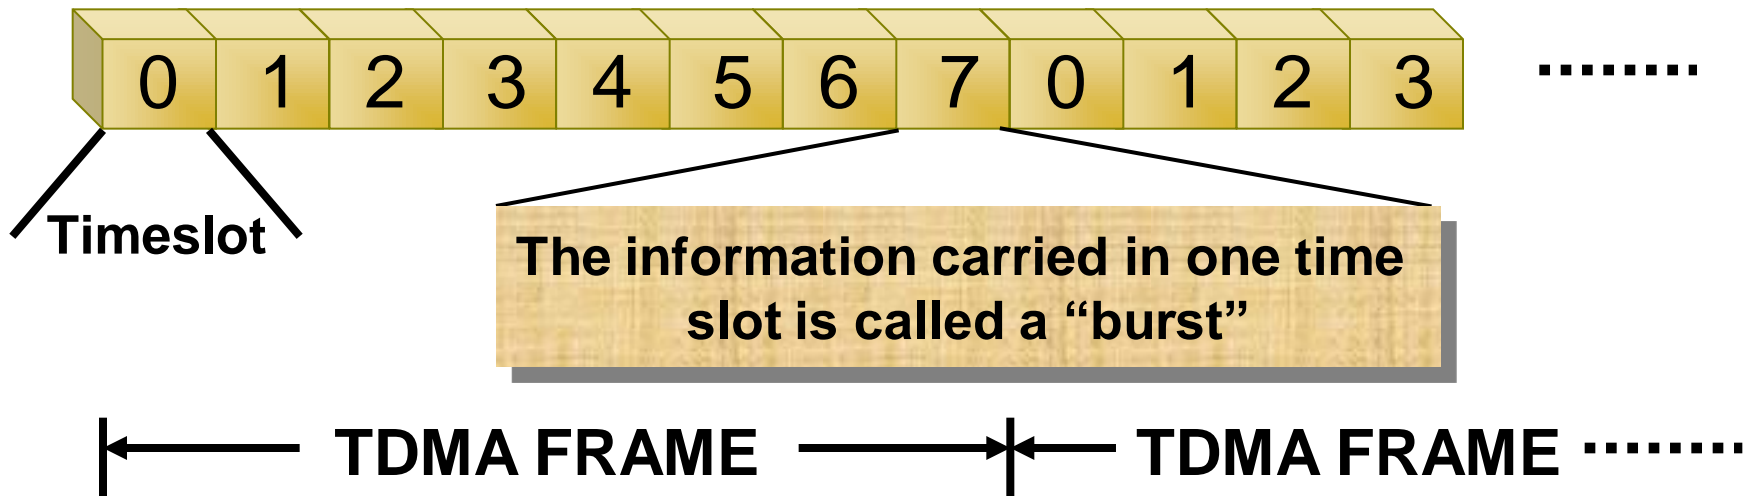 0 1 2 3 4 5 6 7 0 1 2 3 ........
Timeslot
The information carried in one time
slot is called a “burst”
TDMA FRAME TDMA FRAME ........